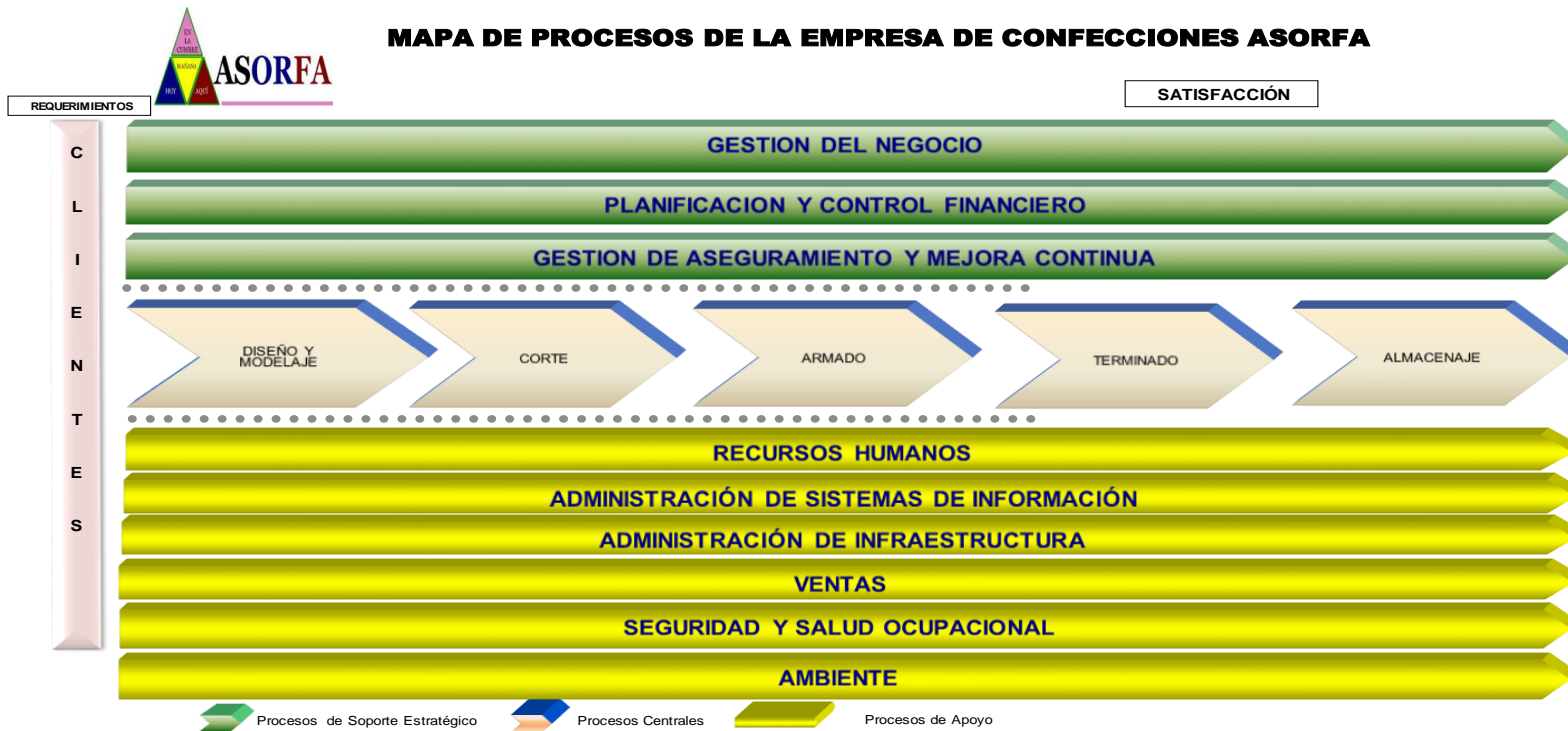 MAPA DE PROCESOS DE LA EMPRESA DE CONFECCIONES ASORFA
EN
LA
CUMBRE
MAÑANA
HOY
AQUÍ
ASORFA
REQUERIMIENTOS
SATISFACCIÓN
C
L
I
E
N
T
E
S
GESTION DEL NEGOCIO
PLANIFICACION Y CONTROL FINANCIERO
GESTION DE ASEGURAMIENTO Y MEJORA CONTINUA
DISEÑO Y
MODELAJE
CORTE
ARMADO
TERMINADO
ALMACENAJE
RECURSOS HUMANOS
ADMINISTRACIÓN DE SISTEMAS DE INFORMACIÓN
ADMINISTRACIÓN DE INFRAESTRUCTURA
VENTAS
SEGURIDAD Y SALUD OCUPACIONAL
AMBIENTE
Procesos de Soporte Estratégico
Procesos Centrales
Procesos de Apoyo